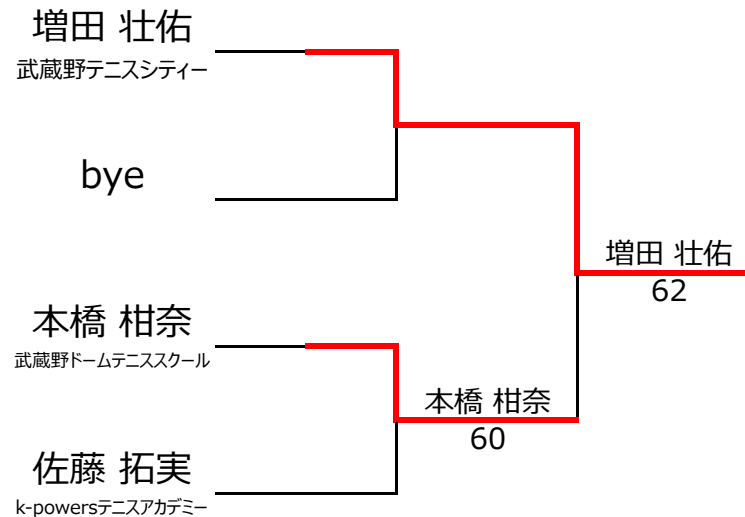 増田 壮佑
武蔵野テニスシティー
bye
増田 壮佑
62
本橋 柑奈
武蔵野ドームテニススクール
本橋 柑奈
60
佐藤 拓実
k-powersテニスアカデミー